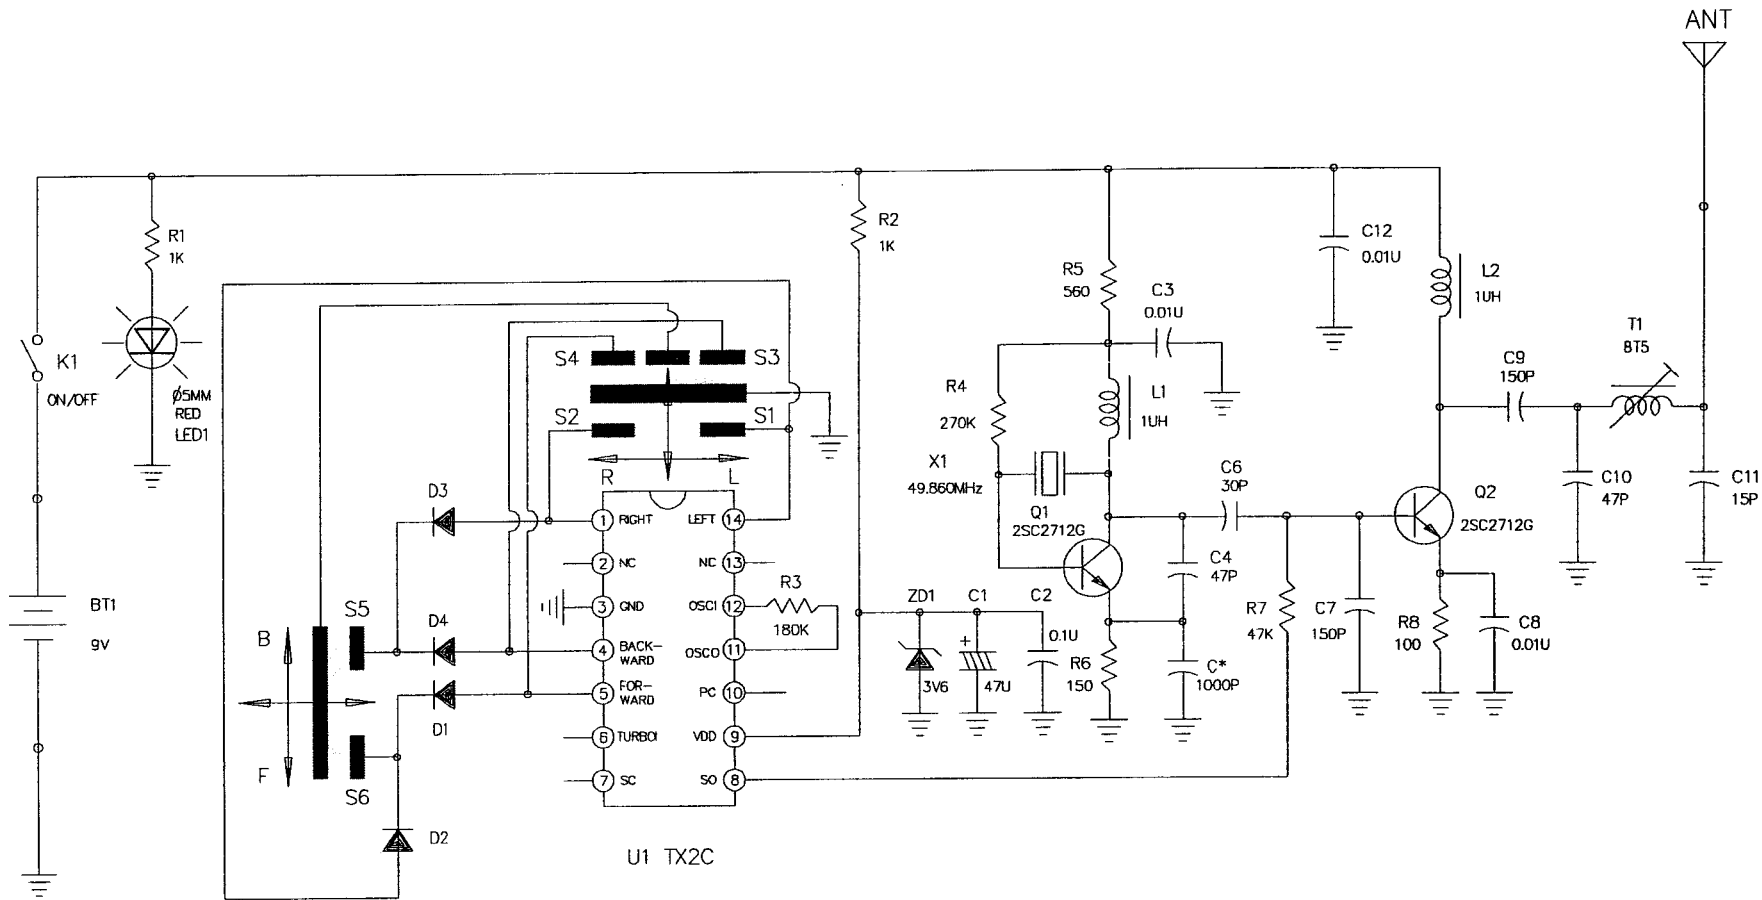 ANT
R1
1K
R2
1K
C12
0.01U
R5
560
C3
0.01U
L2
1UH
K1
ON/OFF
Ø5MM
RED
LED1
S4
S3
S2
S1
R
L
R4
270K
L1
1UH
X1
49.860MHz
Q1
2SC2712G
C6
30P
C9
150P
T1
8T5
C10
47P
C11
15P
Q2
2SC2712G
D3
1
RIGHT
LEFT
14
2
NC
NC
13
3
GND
OSCI
12
R3
180K
4
BACK-
WARD
OSCO
11
5
FOR-
WARD
PC
10
6
TURBO!
VDD
9
7
SC
SO
8
BT1
9V
B
F
S5
S6
D4
D1
D2
ZD1
3V6
C1
+
47U
C2
0.1U
C4
47P
R6
150
C*
1000P
R7
47K
C7
150P
R8
100
C8
0.01U
U1 TX2C